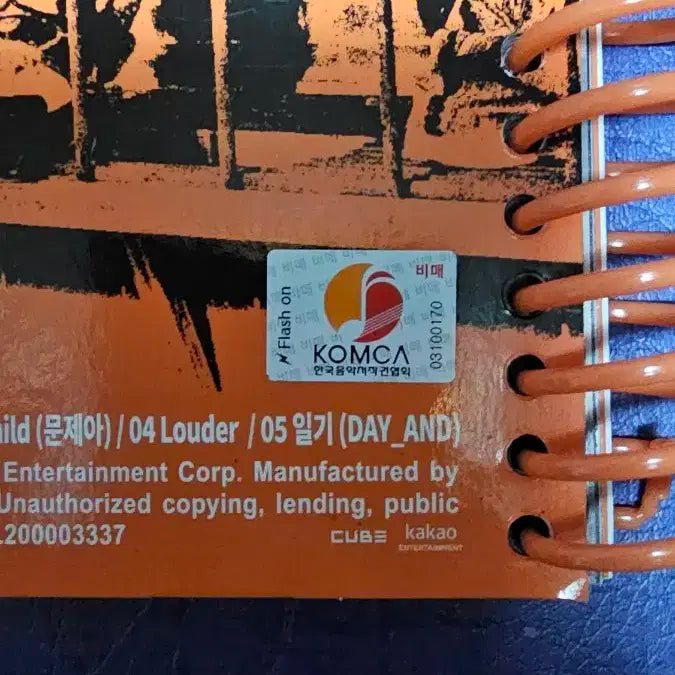 비매
Flash on
03100170
KOMCA
한국음악저작권협회
hild (문제아) / 04 Louder / 05 일기 (DAY_AND)
Entertainment Corp. Manufactured by
Unauthorized copying, lending, public
L200003337
CUBE kakao
ENTERTAINMENT